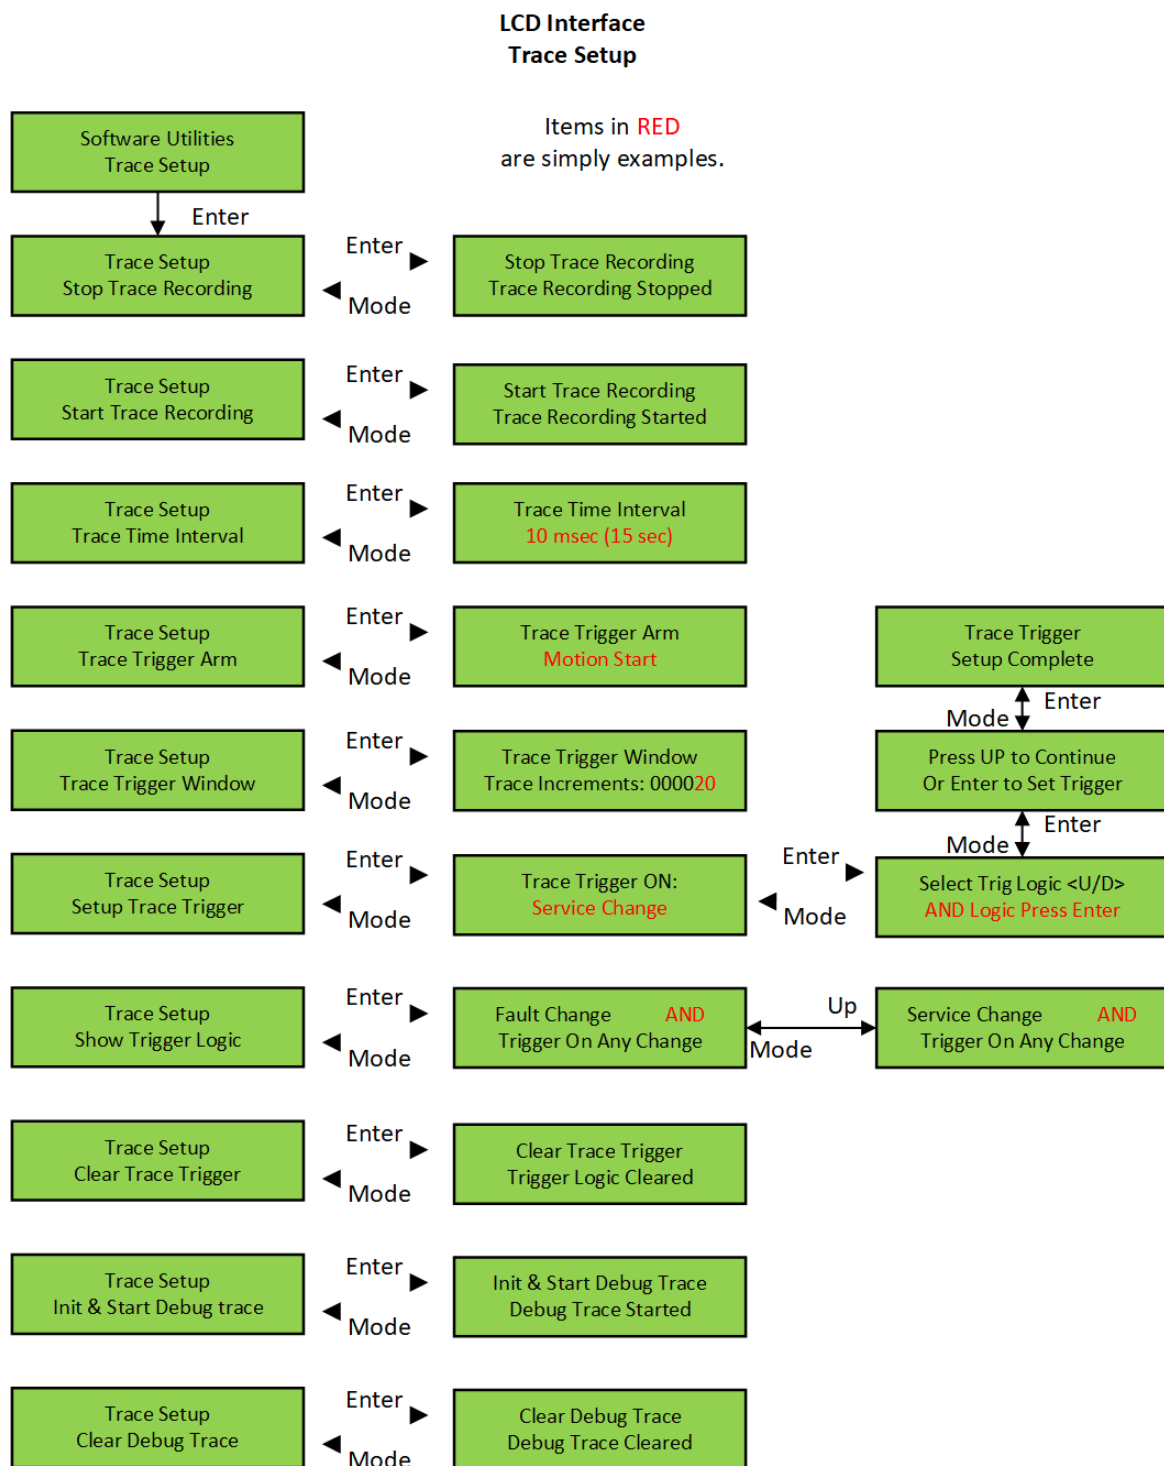 LCD Interface
Trace Setup
Items in RED
are simply examples.
Software Utilities
Trace Setup
Enter
Trace Setup
Stop Trace Recording
Enter
Mode
Stop Trace Recording
Trace Recording Stopped
Trace Setup
Start Trace Recording
Enter
Mode
Start Trace Recording
Trace Recording Started
Trace Setup
Trace Time Interval
Enter
Mode
Trace Time Interval
10 msec (15 sec)
Trace Setup
Trace Trigger Arm
Enter
Mode
Trace Trigger Arm
Motion Start
Trace Trigger
Setup Complete
Mode
Enter
Trace Setup
Trace Trigger Window
Enter
Mode
Trace Trigger Window
Trace Increments: 000020
Press UP to Continue
Or Enter to Set Trigger
Mode
Enter
Trace Setup
Setup Trace Trigger
Enter
Mode
Trace Trigger ON:
Service Change
Enter
Mode
Select Trig Logic <U/D>
AND Logic Press Enter
Trace Setup
Show Trigger Logic
Enter
Mode
Fault Change AND
Trigger On Any Change
Up
Mode
Service Change AND
Trigger On Any Change
Trace Setup
Clear Trace Trigger
Enter
Mode
Clear Trace Trigger
Trigger Logic Cleared
Trace Setup
Init & Start Debug trace
Enter
Mode
Init & Start Debug Trace
Debug Trace Started
Trace Setup
Clear Debug Trace
Enter
Mode
Clear Debug Trace
Debug Trace Cleared